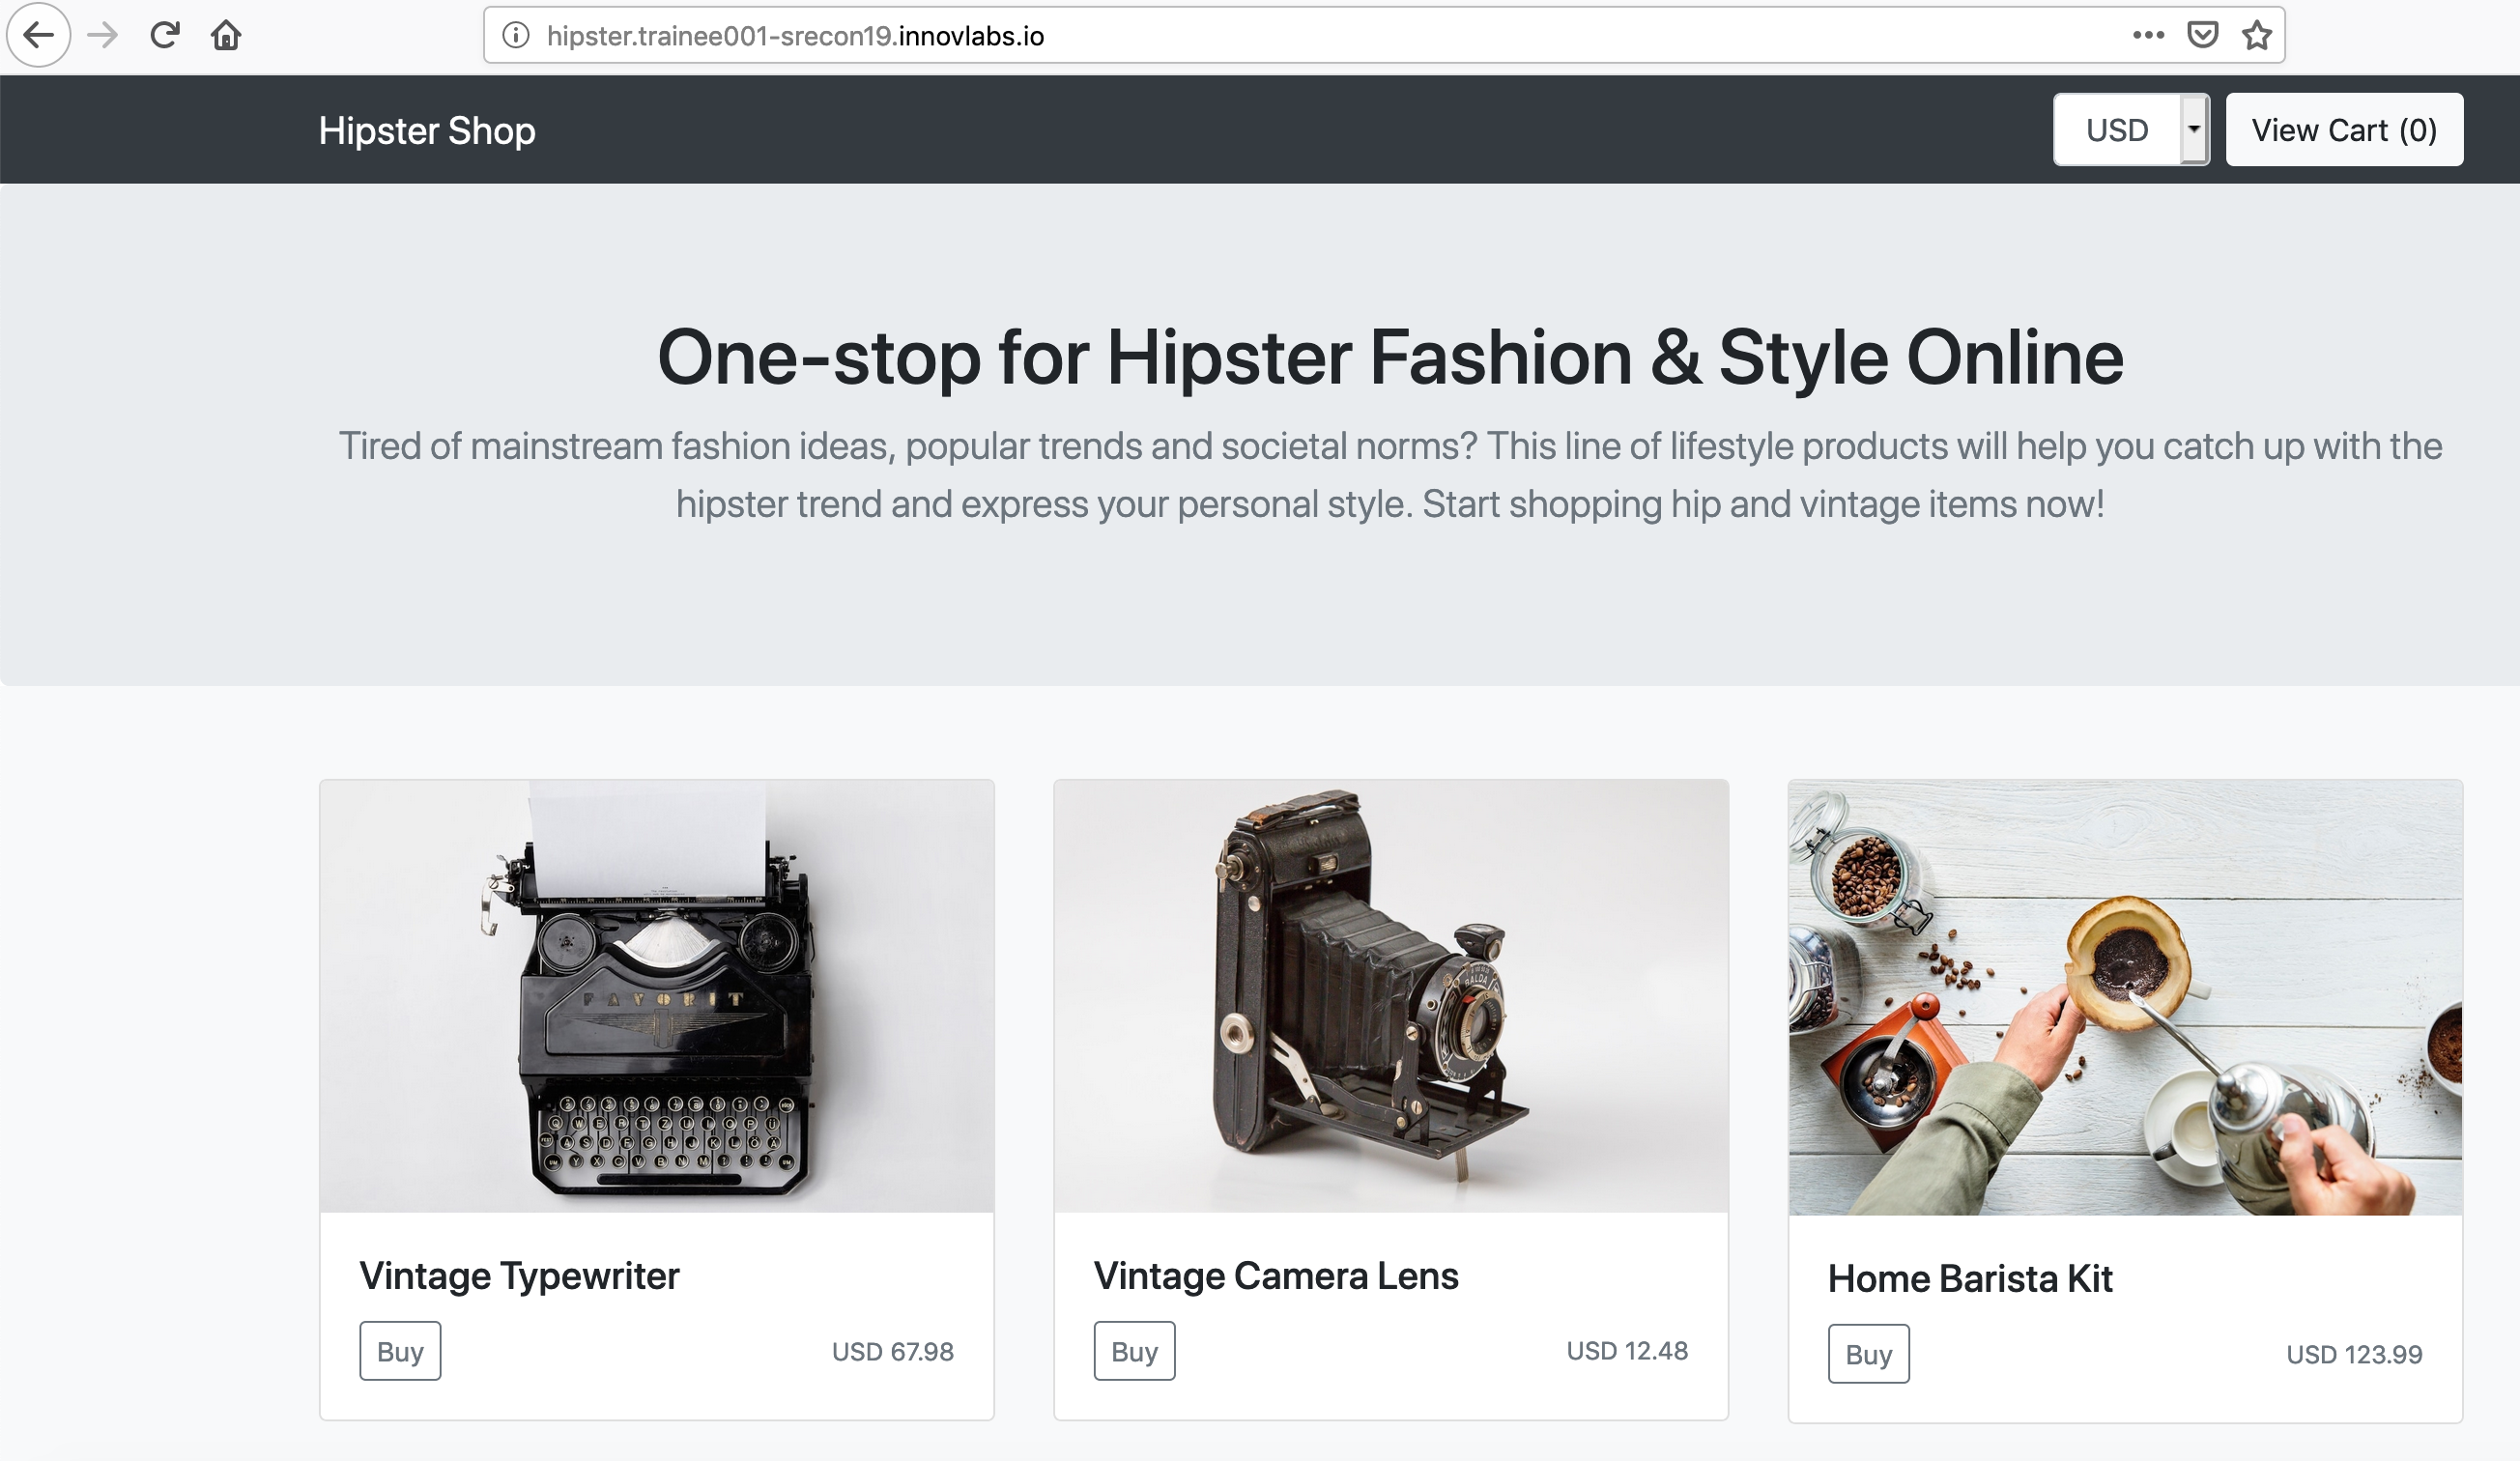 hipster.trainee001-srecon19.innovlabs.io
Hipster Shop
USD
View Cart (0)
One-stop for Hipster Fashion & Style Online
Tired of mainstream fashion ideas, popular trends and societal norms? This line of lifestyle products will help you catch up with the
hipster trend and express your personal style. Start shopping hip and vintage items now!
FAVORIT
BALDA
Vintage Typewriter
Buy
USD 67.98
Vintage Camera Lens
Buy
USD 12.48
Home Barista Kit
Buy
USD 123.99